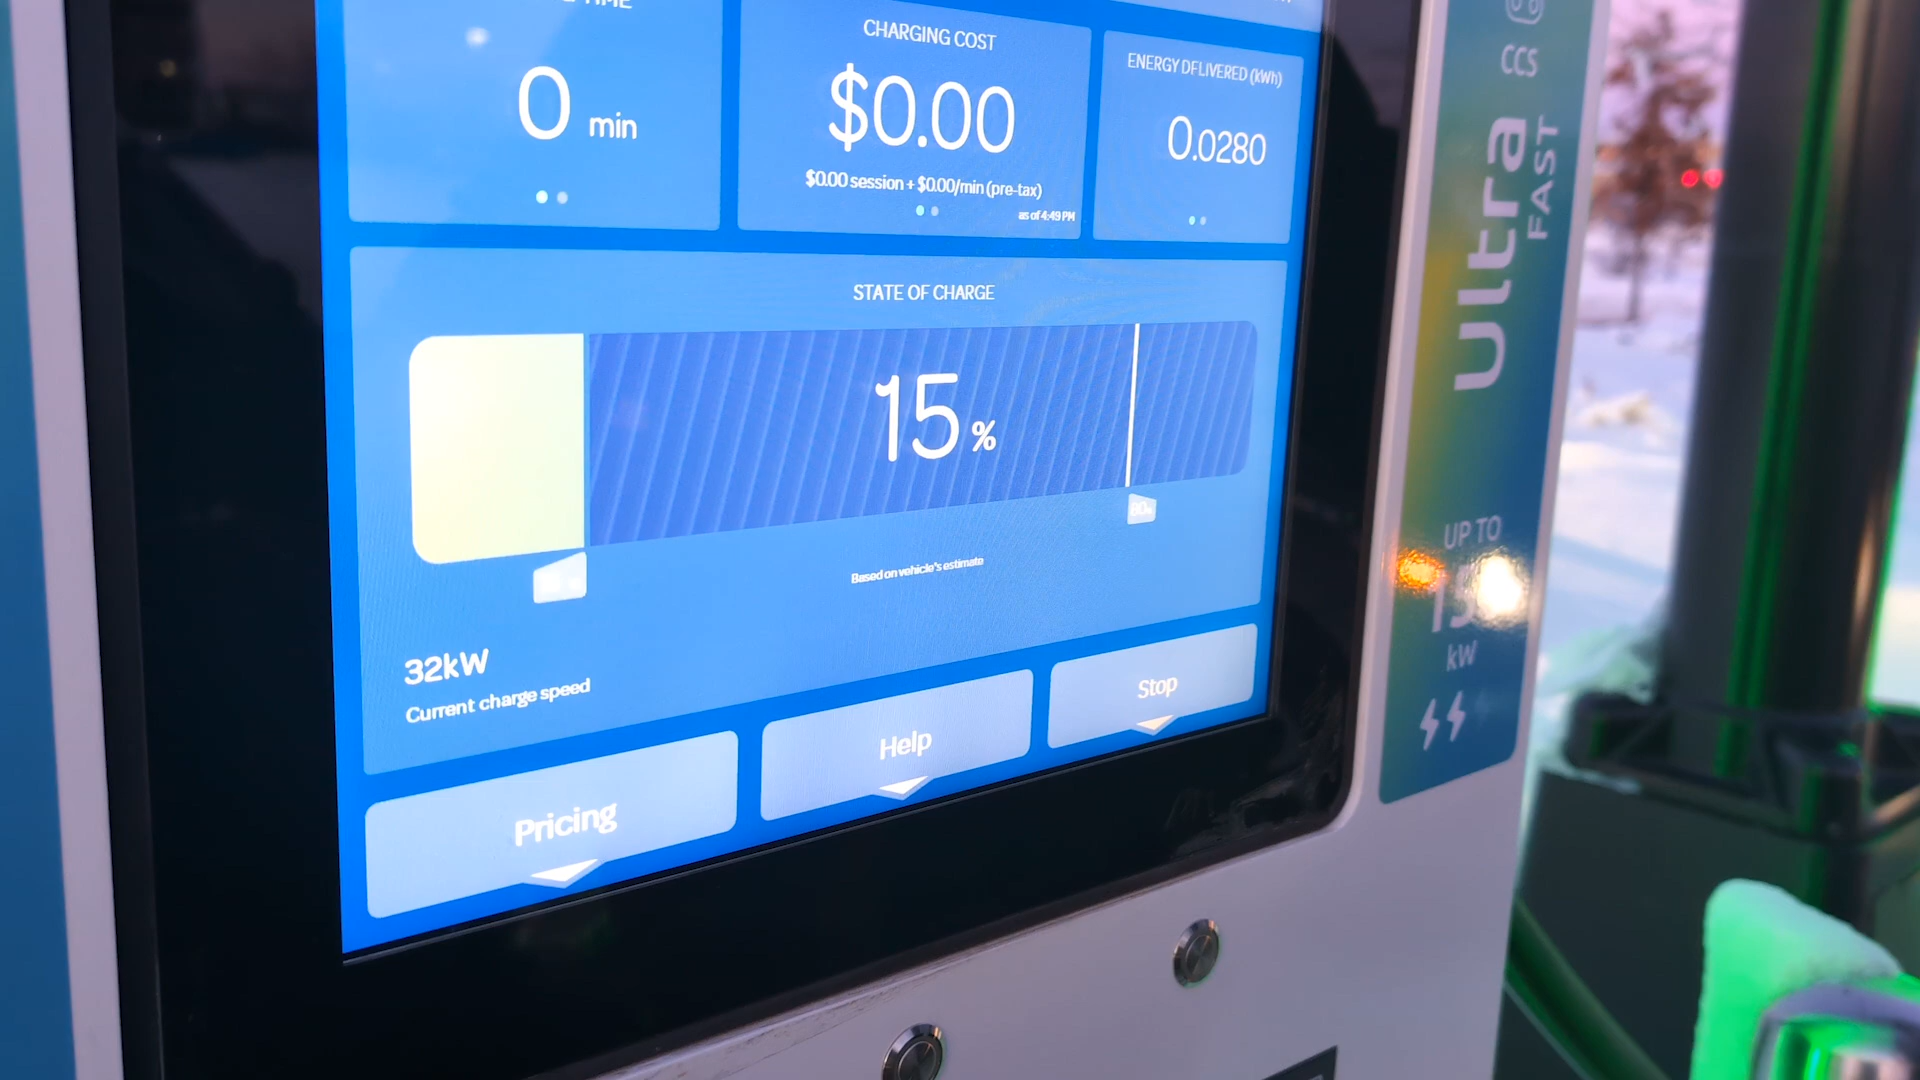 TIME
0 min
CHARGING COST
$0.00
$0.00 session + $0.00/min (pre-tax)
as of 4:49 PM
ENERGY DELIVERED (kWh)
0.0280
STATE OF CHARGE
15 %
80%
Based on vehicle's estimate
32kW
Current charge speed
Pricing
Help
Stop
CCS
Ultra
FAST
UP TO
kW